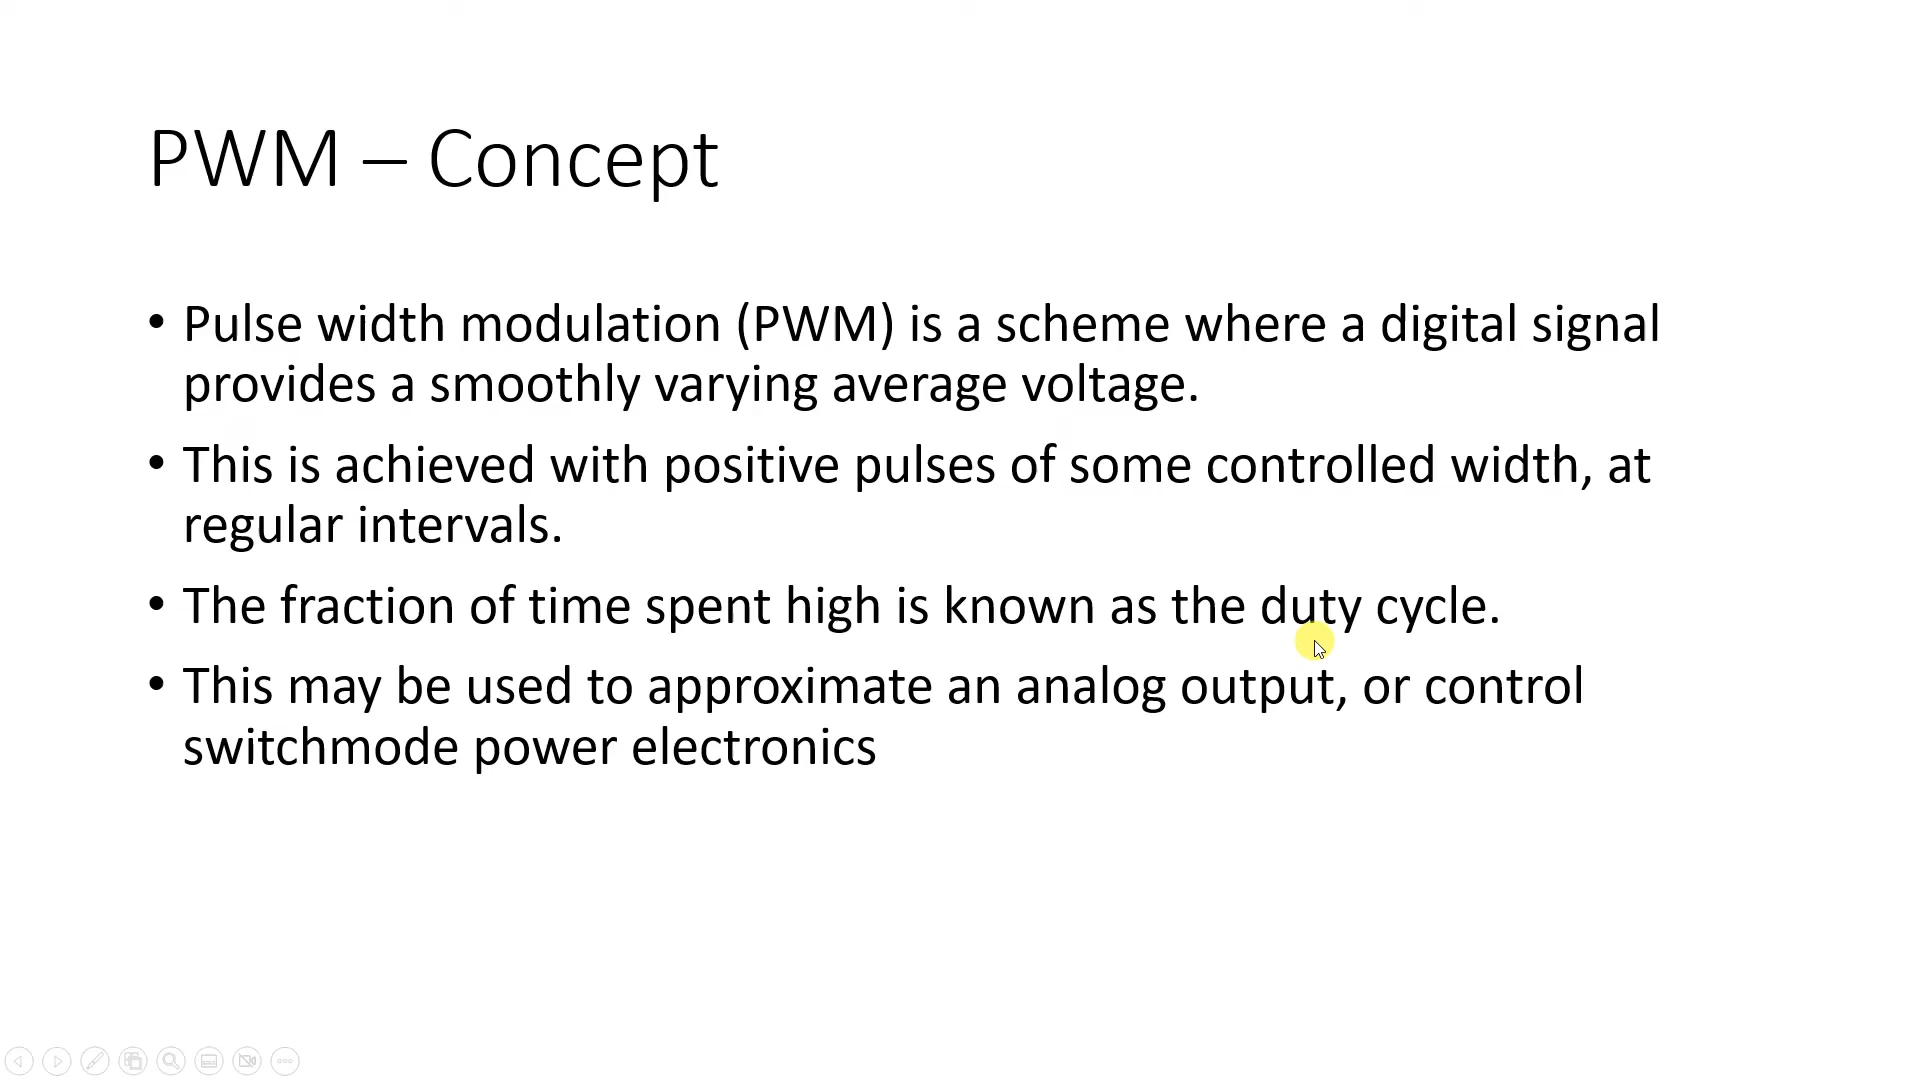 PWM – Concept
• Pulse width modulation (PWM) is a scheme where a digital signal
provides a smoothly varying average voltage.
• This is achieved with positive pulses of some controlled width, at
regular intervals.
• The fraction of time spent high is known as the duty cycle.
• This may be used to approximate an analog output, or control
switchmode power electronics